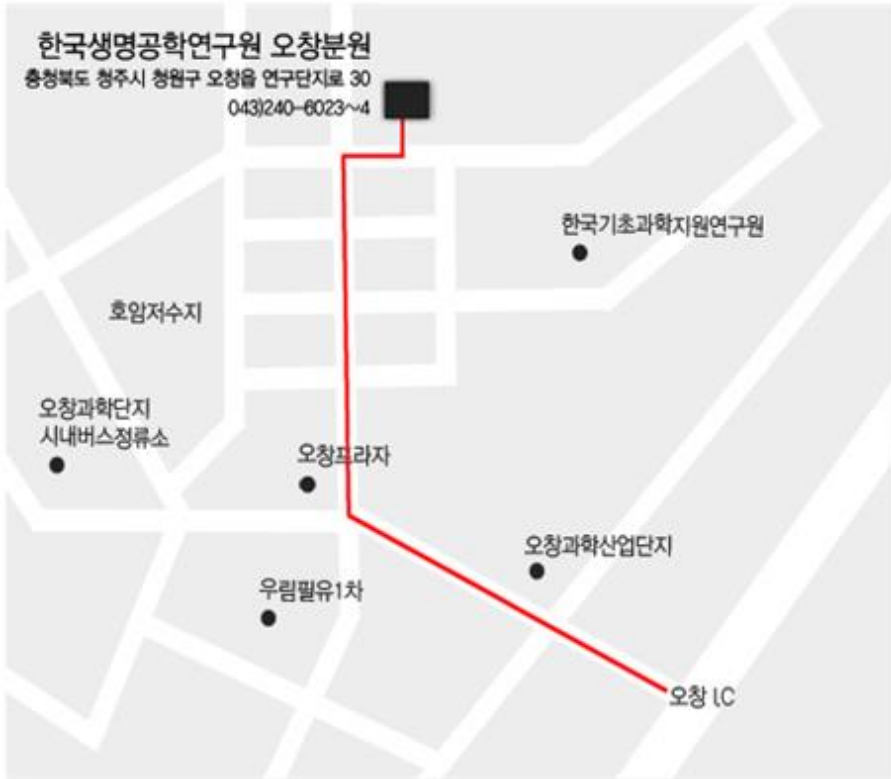 한국생명공학연구원 오창분원
충청북도 청주시 청원구 오창읍 연구단지로 30
043)240-6023~4
한국기초과학지원연구원
호암저수지
오창과학단지
시내버스정류소
오창프라자
오창과학산업단지
우림필유1차
오창 IC